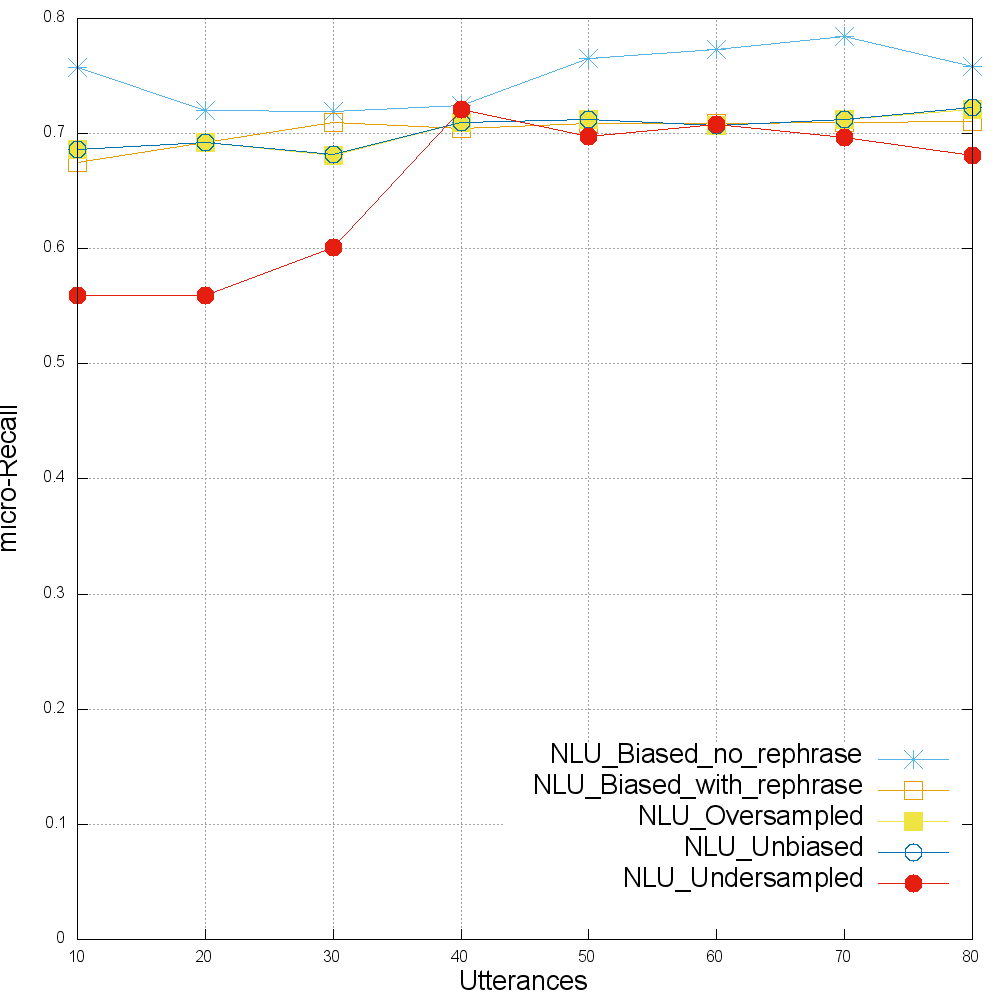 0.8
0.7
0.6
0.5
0.4
0.3
0.2
0.1
0
micro-Recall
NLU_Biased_no_rephrase
NLU_Biased_with_rephrase
NLU_Oversampled
NLU_Unbiased
NLU_Undersampled
10 20 30 40 50 60 70 80
Utterances